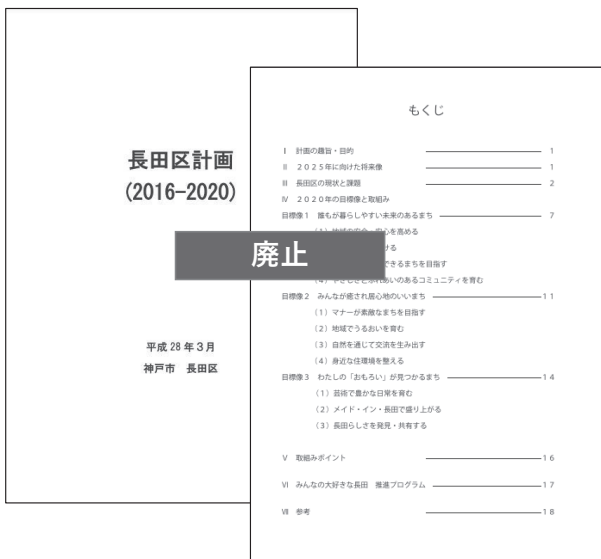 長田区計画
(2016-2020)
平成 28 年 3 月
神戸市 長田区
もくじ
Ⅰ 計画の趣旨・目的 1
Ⅱ 2025年に向けた将来像 1
Ⅲ 長田区の現状と課題 2
Ⅳ 2020年の目標像と取組み
目標像1 誰もが暮らしやすい未来のあるまち 7
ける
できるまちを目指す
ふれあいのあるコミュニティを育む
廃止
目標像2 みんなが癒され居心地のいいまち 11
(1)マナーが素敵なまちを目指す
(2)地域でうるおいを育む
(3)自然を通じて交流を生み出す
(4)身近な住環境を整える
目標像3 わたしの「おもろい」が見つかるまち 14
(1)芸術で豊かな日常を育む
(2)メイド・イン・長田で盛り上がる
(3)長田らしさを発見・共有する
Ⅴ 取組みポイント 16
Ⅵ みんなの大好きな長田 推進プログラム 17
Ⅶ 参考 18